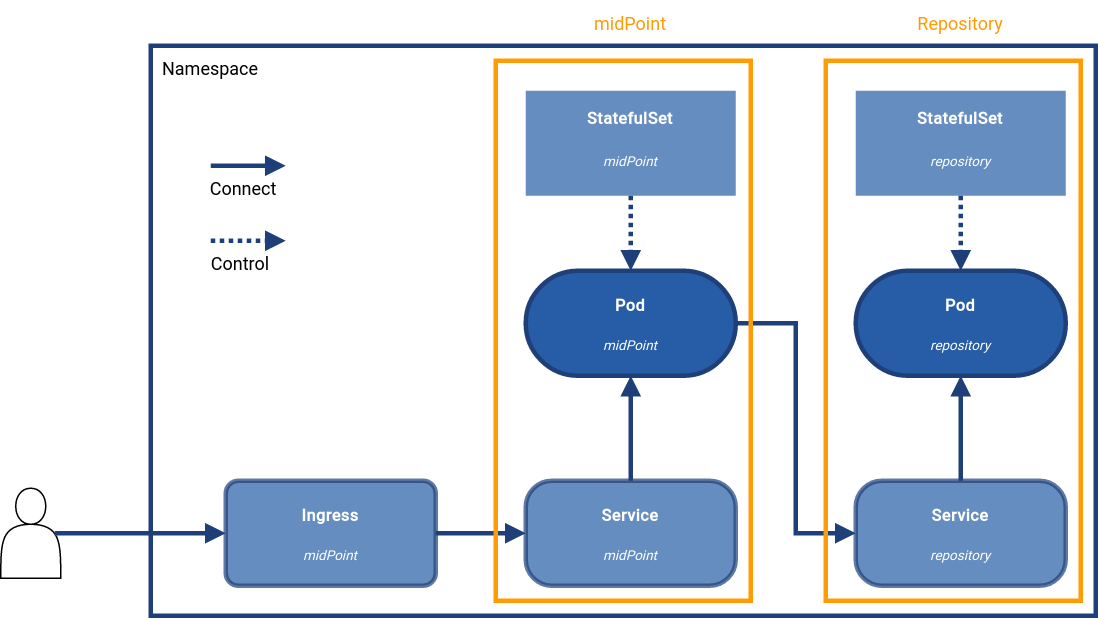 midPoint
Repository
Namespace
Connect
Control
StatefulSet
midPoint
StatefulSet
repository
Pod
midPoint
Pod
repository
Ingress
midPoint
Service
midPoint
Service
repository